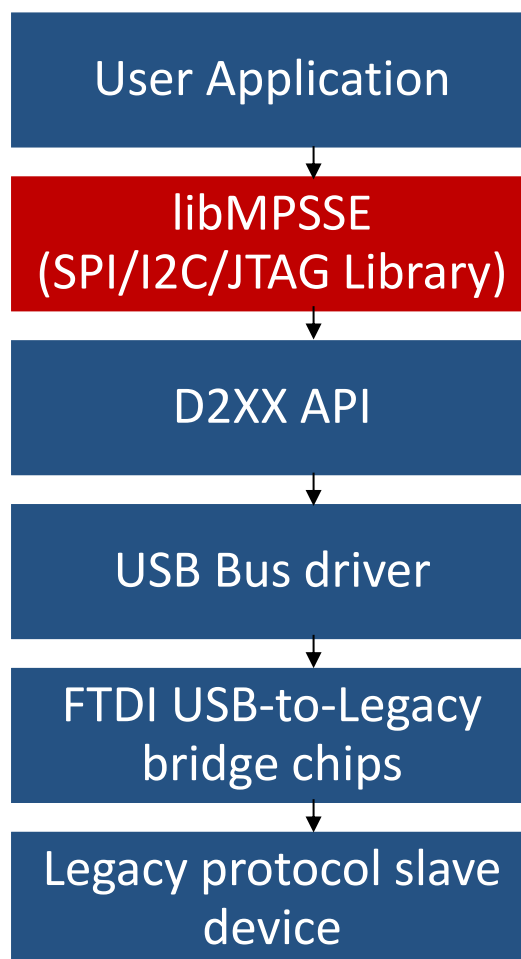 User Application
libMPSSE
(SPI/I2C/JTAG Library)
D2XX API
USB Bus driver
FTDI USB-to-Legacy
bridge chips
Legacy protocol slave
device